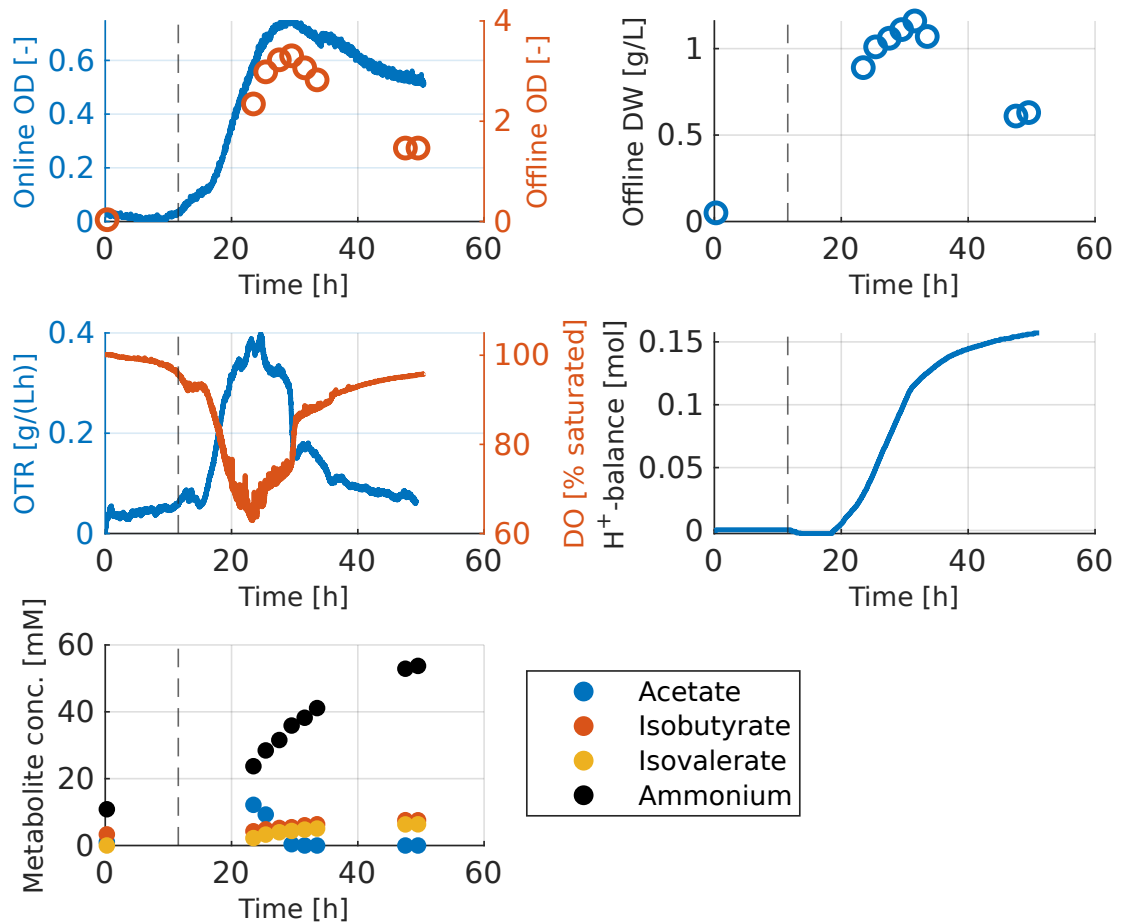 Online OD [-]
0
0.2
0.4
0.6
Offline OD [-]
0
2
4
0 20 40 60
Time [h]
Offline DW [g/L]
0
0.5
1
0 20 40 60
Time [h]
OTR [g/(Lh)]
0
0.2
0.4
DO [% saturated]
60
80
100
0 20 40 60
Time [h]
H⁺-balance [mol]
0
0.05
0.1
0.15
0 20 40 60
Time [h]
Metabolite conc. [mM]
0
20
40
60
0 20 40 60
Time [h]
Acetate
Isobutyrate
Isovalerate
Ammonium